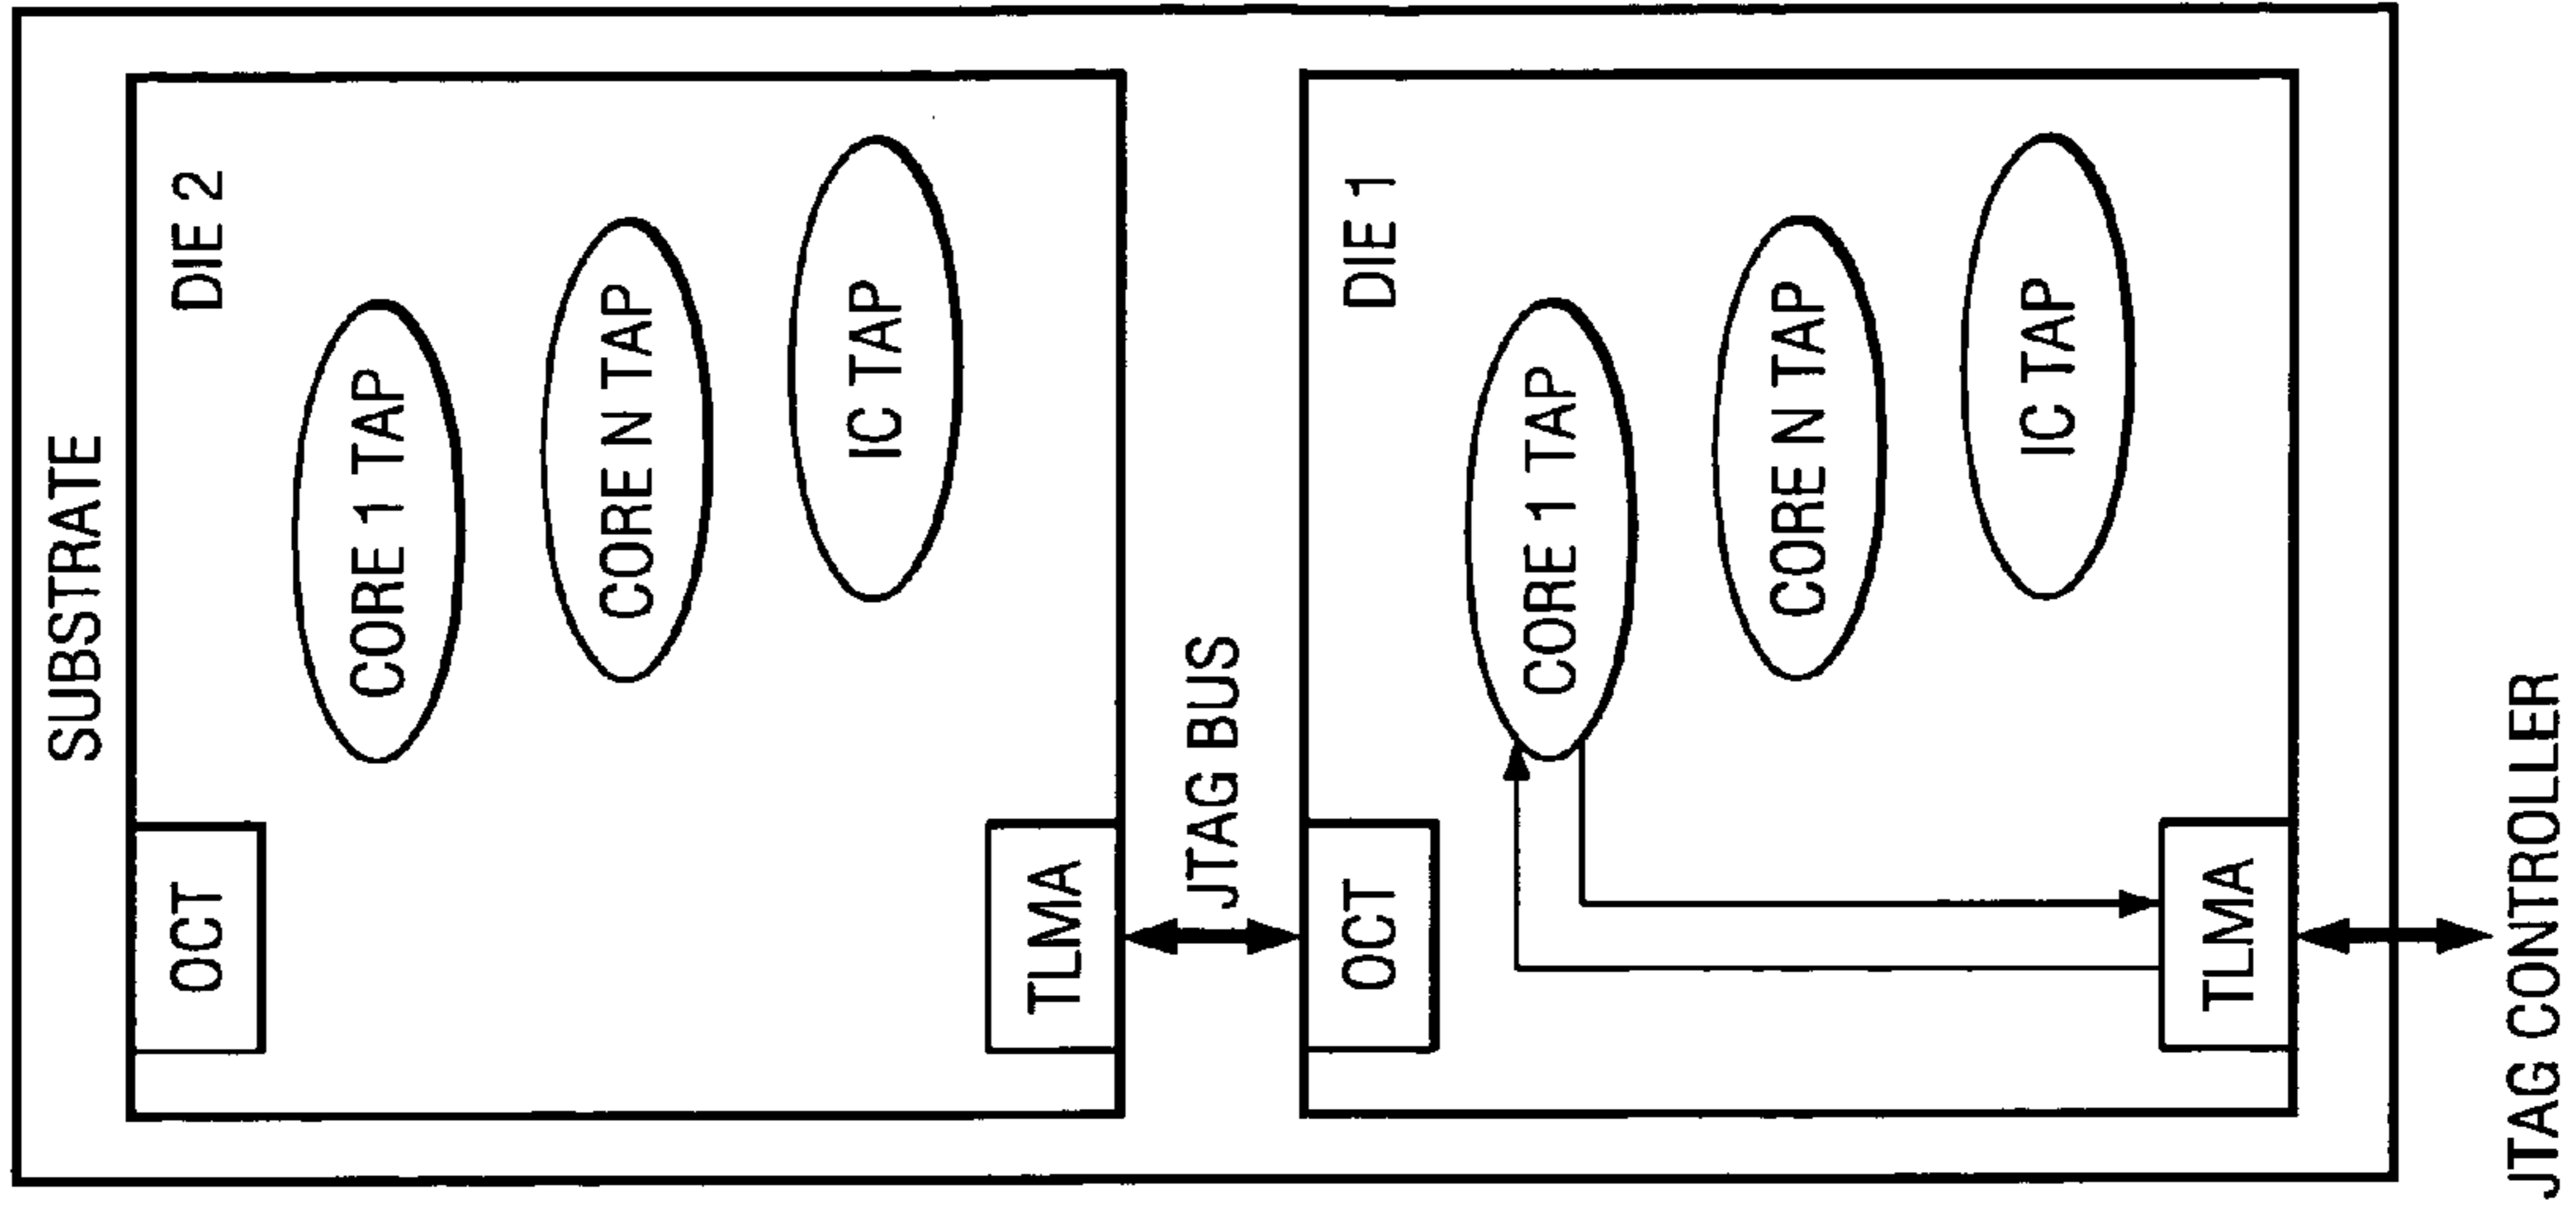 SUBSTRATE
DIE 2
OCT
CORE 1 TAP
CORE N TAP
IC TAP
TLMA
JTAG BUS
DIE 1
OCT
CORE 1 TAP
CORE N TAP
IC TAP
TLMA
JTAG CONTROLLER